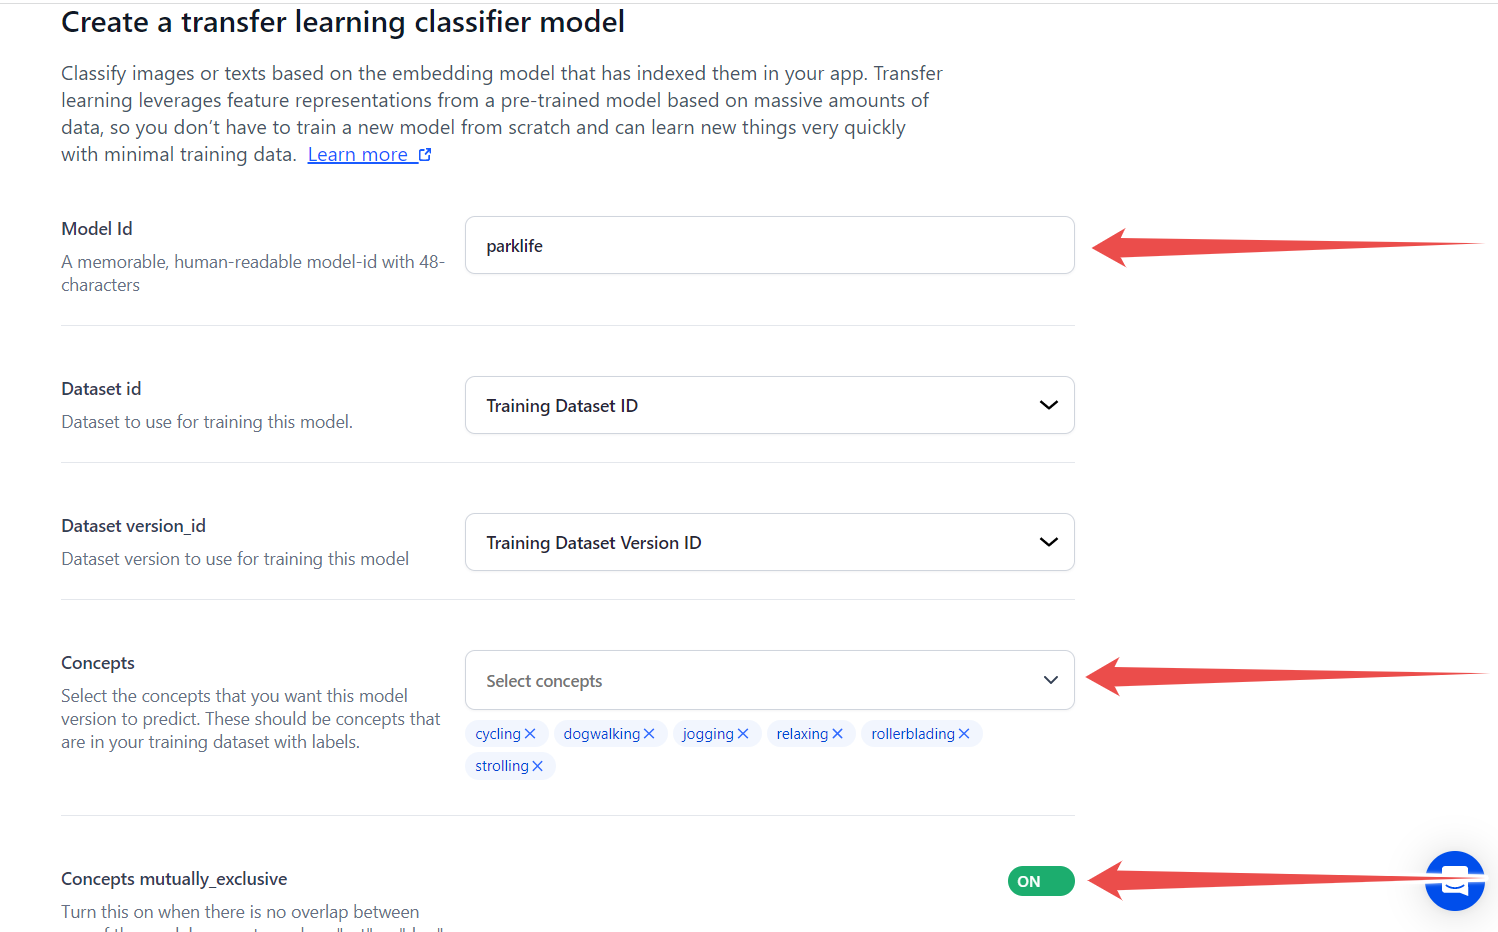 Create a transfer learning classifier model
Classify images or texts based on the embedding model that has indexed them in your app. Transfer
learning leverages feature representations from a pre-trained model based on massive amounts of
data, so you don’t have to train a new model from scratch and can learn new things very quickly
with minimal training data. Learn more
Model Id
A memorable, human-readable model-id with 48-
characters
parklife
Dataset id
Dataset to use for training this model.
Training Dataset ID
Dataset version_id
Dataset version to use for training this model
Training Dataset Version ID
Concepts
Select the concepts that you want this model
version to predict. These should be concepts that
are in your training dataset with labels.
Select concepts
cycling dogwalking jogging relaxing rollerblading
strolling
Concepts mutually_exclusive
ON
Turn this on when there is no overlap between